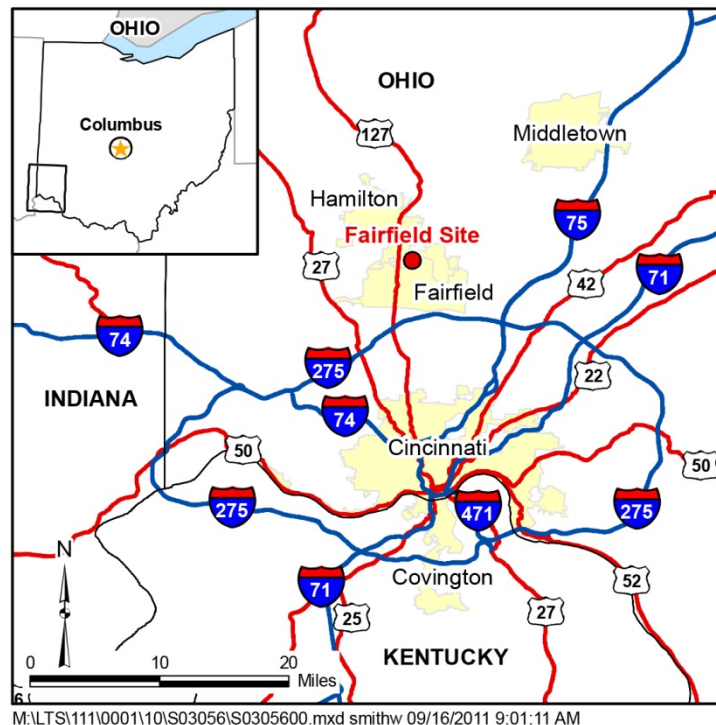 OHIO
Columbus
OHIO
127
Middletown
Hamilton
75
Fairfield Site
27
42
71
Fairfield
74
275
22
INDIANA
74
Cincinnati
50
50
275
471
275
N
Covington
71
52
25
27
KENTUCKY
0 10 20
Miles
6
M:\LTS\111\0001\10\S03056\S0305600.mxd smithw 09/16/2011 9:01:11 AM